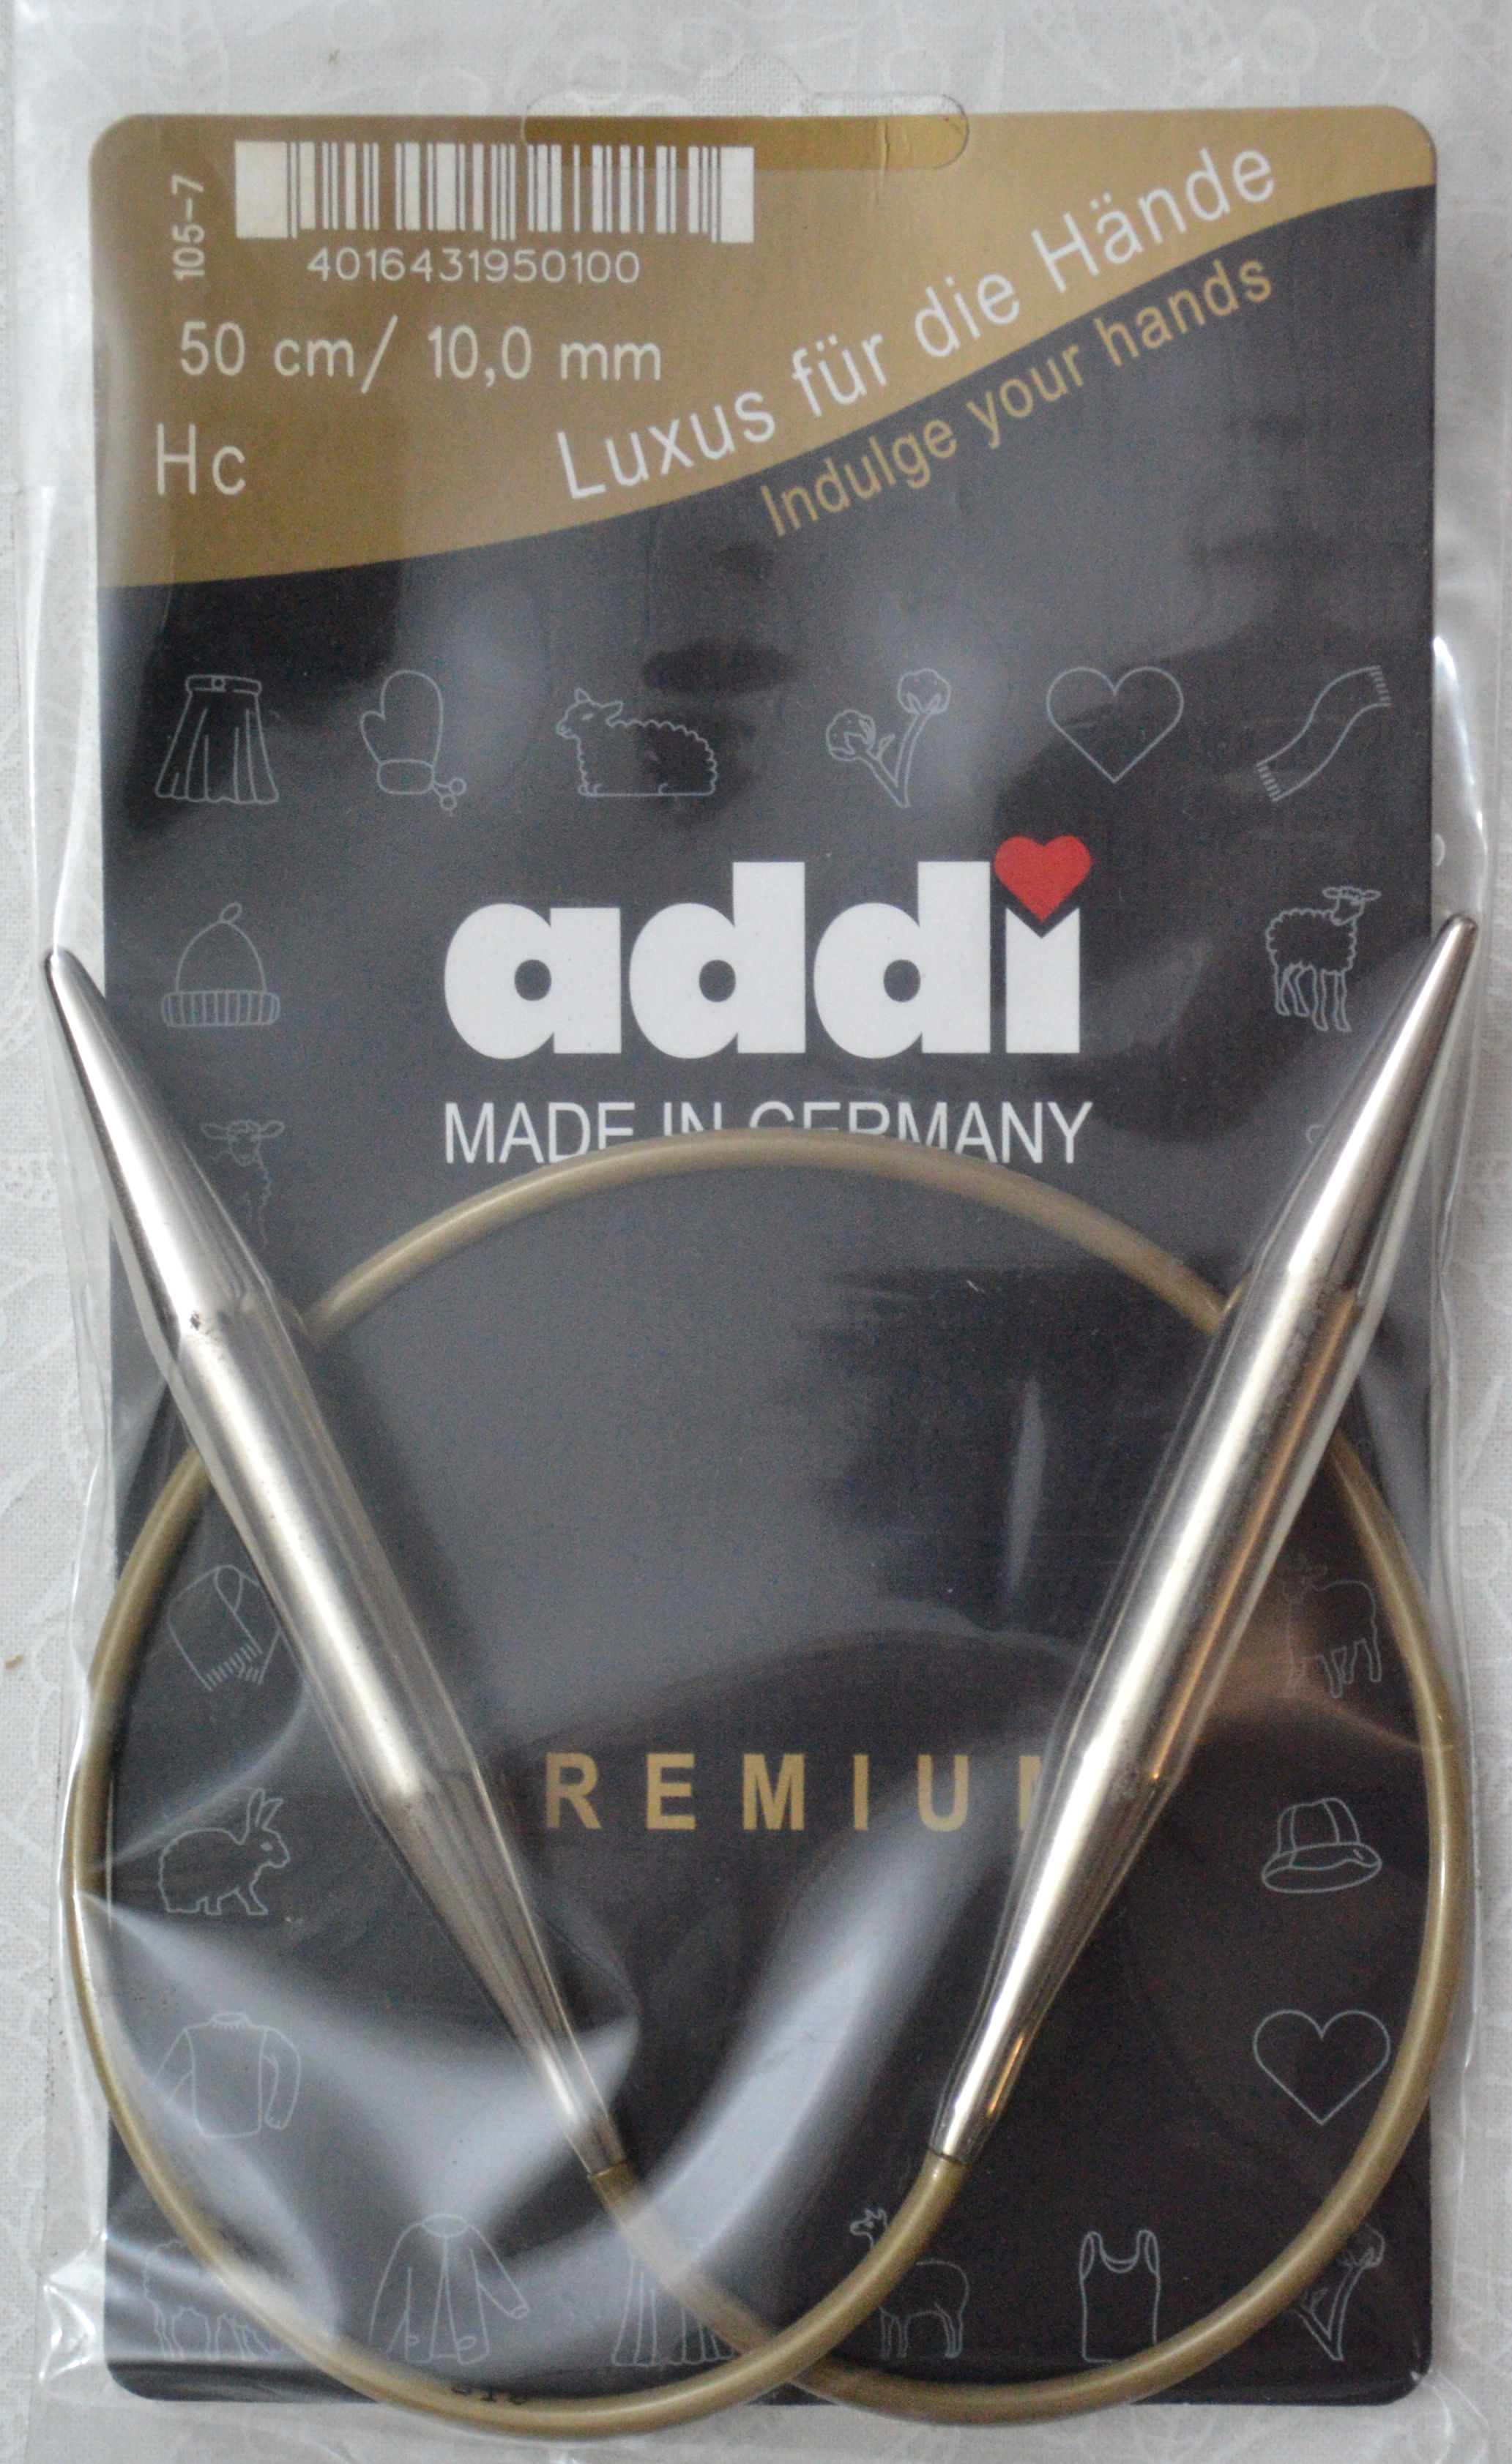 105-7
4016431950100
50 cm/ 10,0 mm
Hc
Luxus für die Hände
Indulge your hands
addi
MADE IN GERMANY
REMIUM